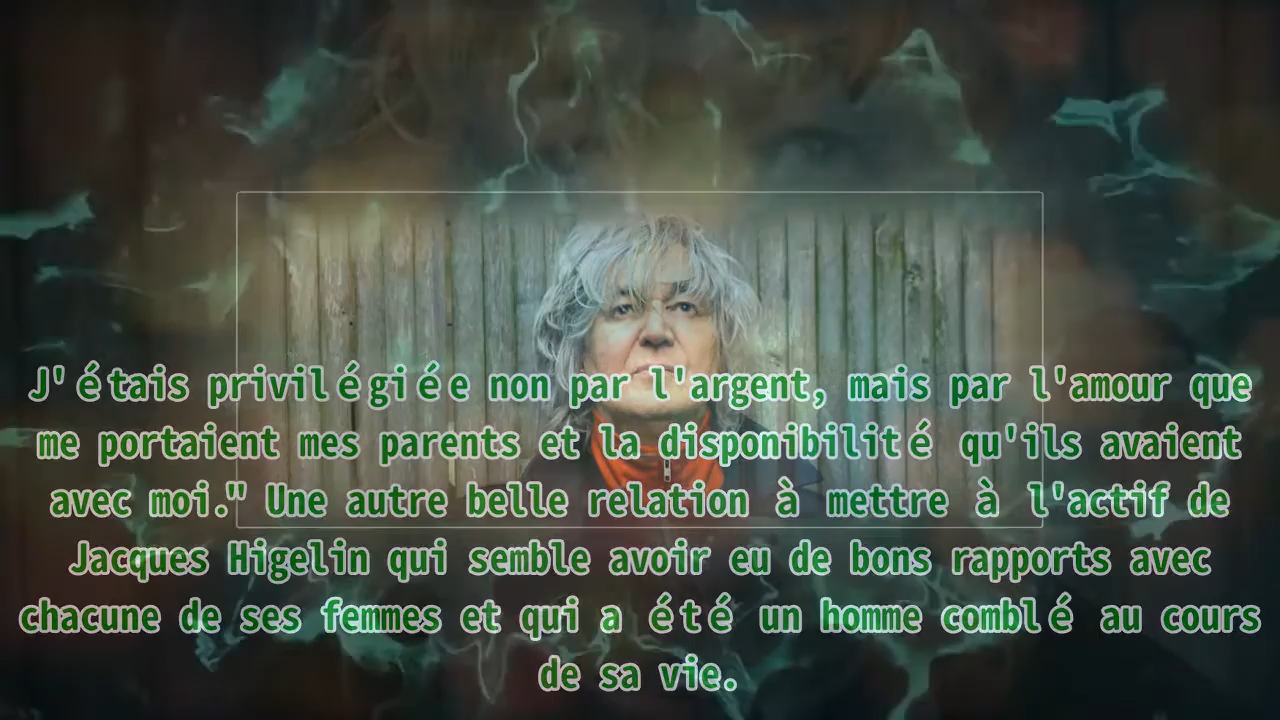 J'étais privilégiée non par l'argent, mais par l'amour que
me portaient mes parents et la disponibilité qu'ils avaient
avec moi." Une autre belle relation à mettre à l'actif de
Jacques Higelin qui semble avoir eu de bons rapports avec
chacune de ses femmes et qui a été un homme comblé au cours
de sa vie.